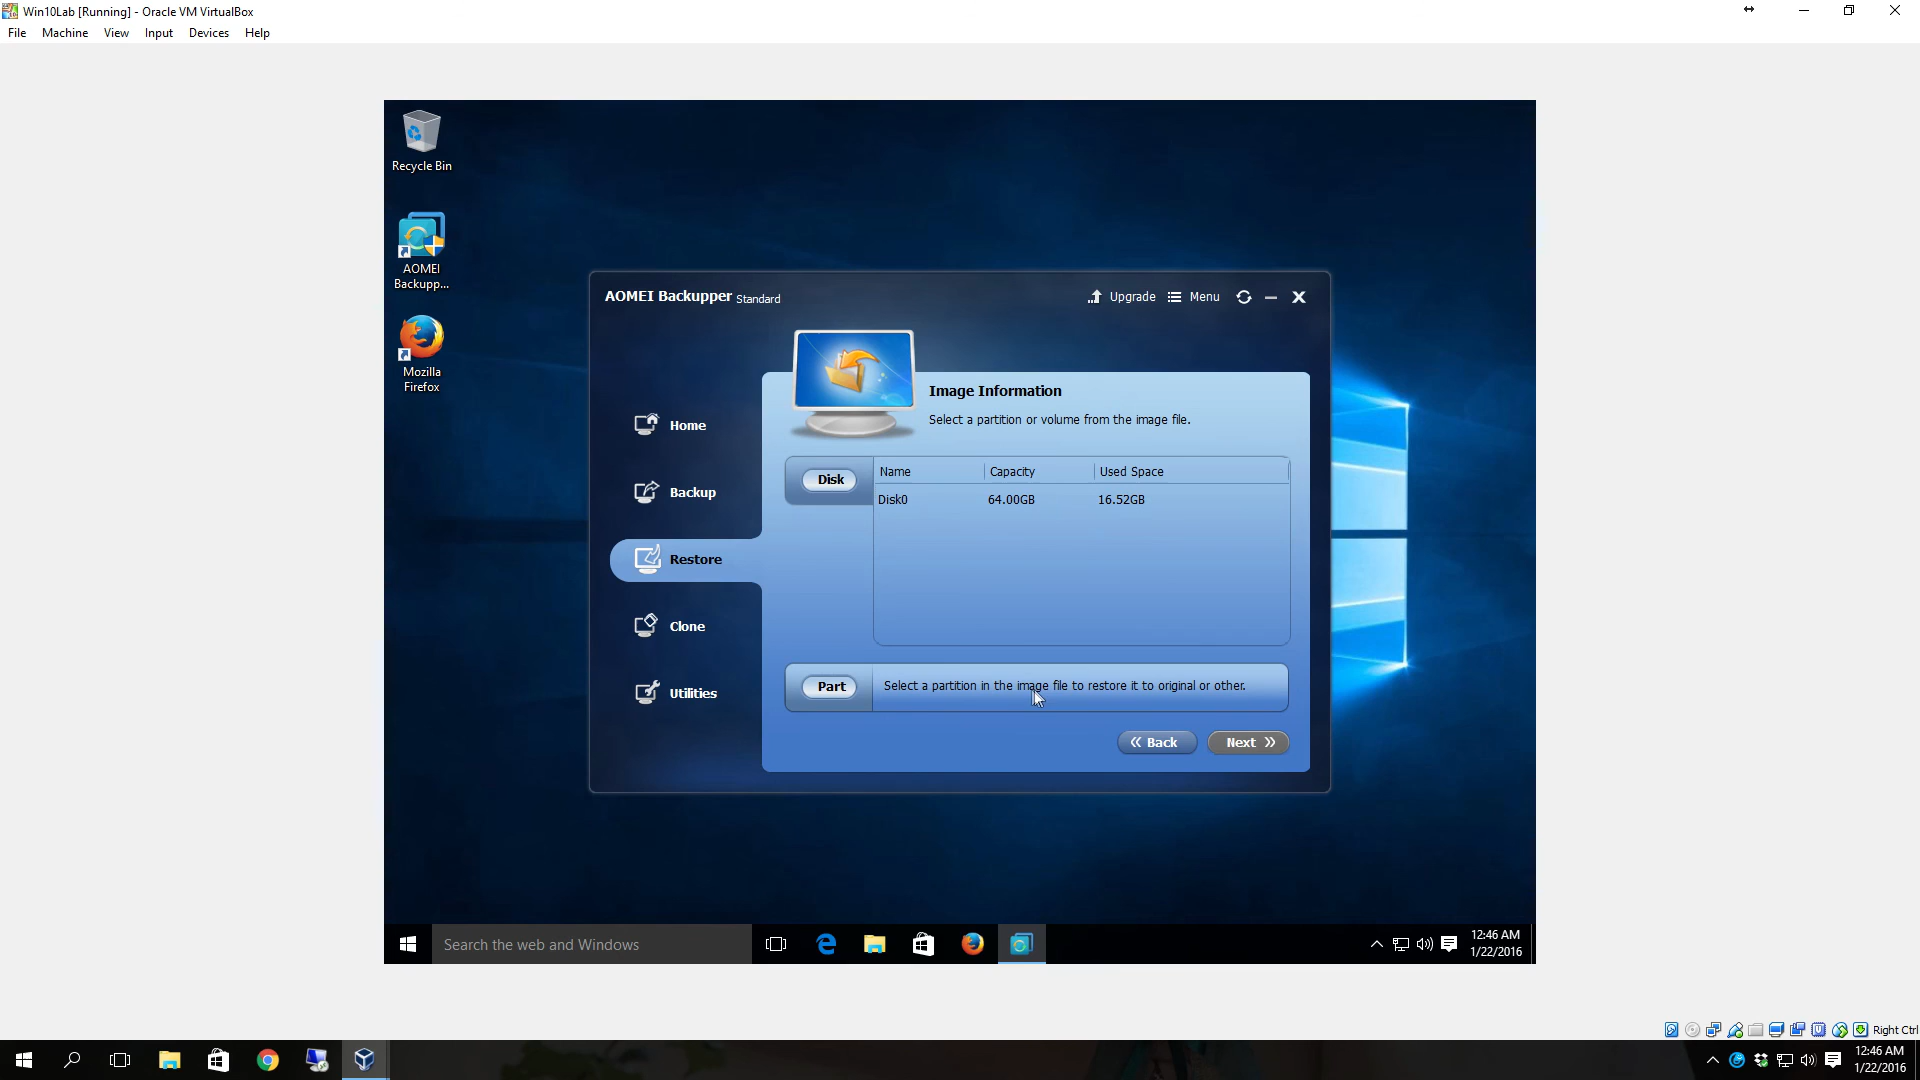 Win10Lab [Running] - Oracle VM VirtualBox
File Machine View Input Devices Help
Recycle Bin
AOMEI
Backupp...
Mozilla
Firefox
AOMEI Backupper Standard
Upgrade Menu
Image Information
Select a partition or volume from the image file.
Home
Backup
Restore
Clone
Utilities
Disk
Name Capacity Used Space
Disk0 64.00GB 16.52GB
Part
Select a partition in the image file to restore it to original or other.
Back Next
Search the web and Windows
12:46 AM
1/22/2016
Right Ctrl
12:46 AM
1/22/2016